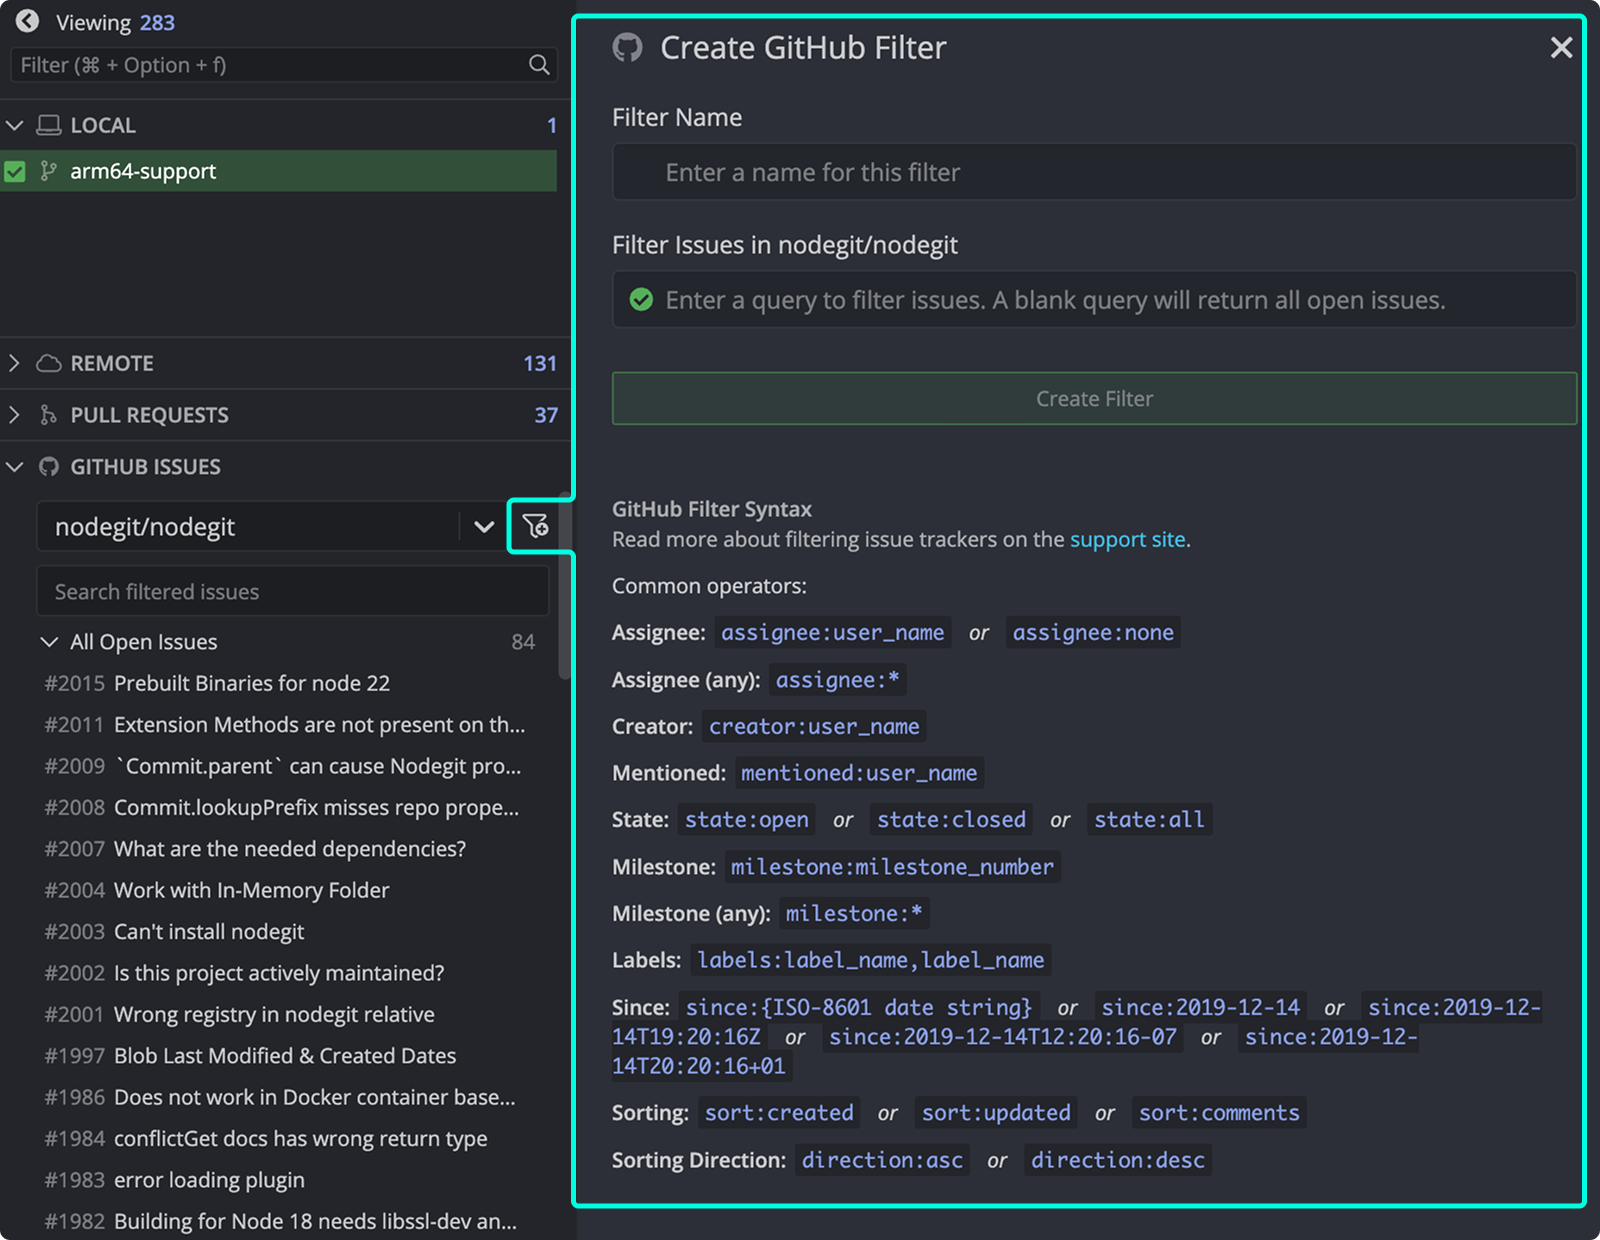 Viewing 283
Filter (⌘ + Option + f)
LOCAL 1
arm64-support
REMOTE 131
PULL REQUESTS 37
GITHUB ISSUES
nodegit/nodegit
Search filtered issues
All Open Issues 84
#2015 Prebuilt Binaries for node 22
#2011 Extension Methods are not present on th...
#2009 `Commit.parent` can cause Nodegit pro...
#2008 Commit.lookupPrefix misses repo prope...
#2007 What are the needed dependencies?
#2004 Work with In-Memory Folder
#2003 Can't install nodegit
#2002 Is this project actively maintained?
#2001 Wrong registry in nodegit relative
#1997 Blob Last Modified & Created Dates
#1986 Does not work in Docker container base...
#1984 conflictGet docs has wrong return type
#1983 error loading plugin
#1982 Building for Node 18 needs libssl-dev an...
Create GitHub Filter
Filter Name
Enter a name for this filter
Filter Issues in nodegit/nodegit
Enter a query to filter issues. A blank query will return all open issues.
Create Filter
GitHub Filter Syntax
Read more about filtering issue trackers on the support site.
Common operators:
Assignee: assignee:user_name or assignee:none
Assignee (any): assignee:*
Creator: creator:user_name
Mentioned: mentioned:user_name
State: state:open or state:closed or state:all
Milestone: milestone:milestone_number
Milestone (any): milestone:*
Labels: labels:label_name,label_name
Since: since:{ISO-8601 date string} or since:2019-12-14 or since:2019-12-
14T19:20:16Z or since:2019-12-14T12:20:16-07 or since:2019-12-
14T20:20:16+01
Sorting: sort:created or sort:updated or sort:comments
Sorting Direction: direction:asc or direction:desc